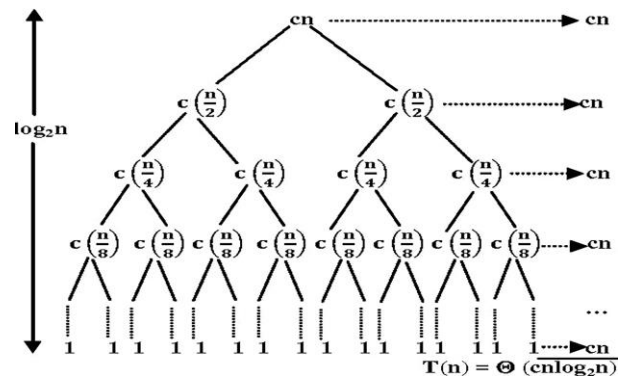 cn cn
c(n/2) c(n/2) cn
log₂n
c(n/4) c(n/4) c(n/4) c(n/4) cn
c(n/8) c(n/8) c(n/8) c(n/8) c(n/8) c(n/8) c(n/8) c(n/8) cn
...
1 1 1 1 1 1 1 1 1 1 1 1 1 1 1 1 cn
T(n) = Θ (cnlog₂n)